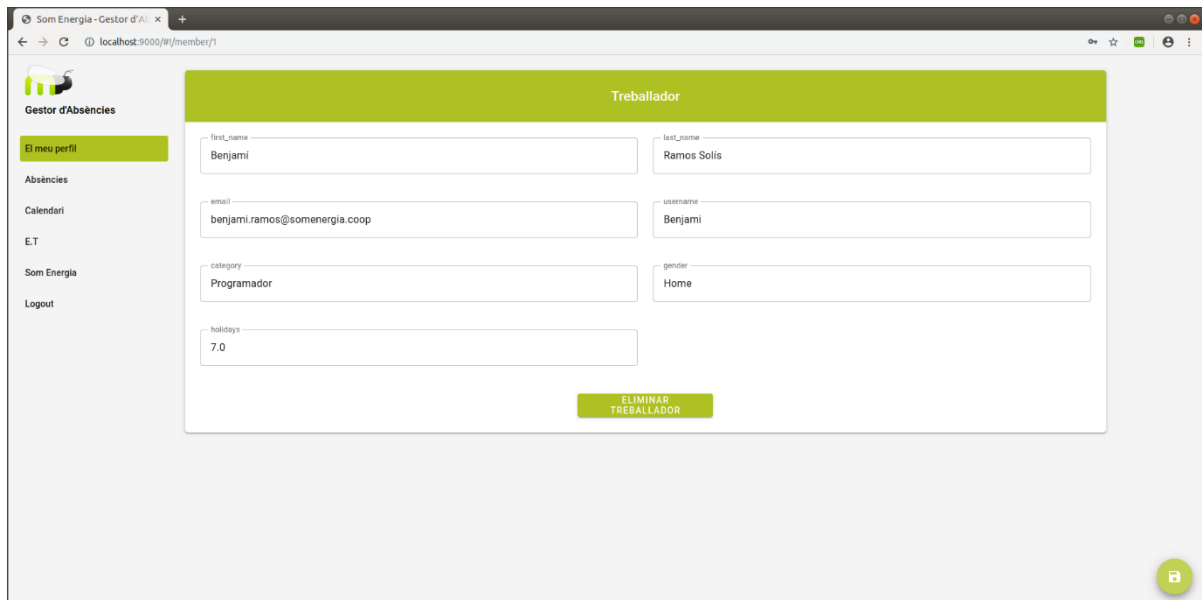 Som Energia - Gestor d'A
localhost:9000/#!/member/1
Gestor d'Absències
El meu perfil
Absències
Calendari
E.T
Som Energia
Logout
Treballador
first_name
Benjamí
last_name
Ramos Solís
email
benjami.ramos@somenergia.coop
username
Benjami
category
Programador
gender
Home
holidays
7.0
ELIMINAR
TREBALLADOR